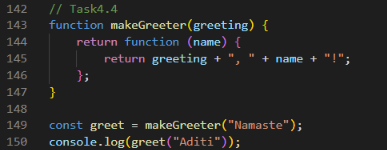 142 // Task4.4
143 function makeGreeter(greeting) {
144     return function (name) {
145         return greeting + ", " + name + "!";
146     };
147 }
148
149 const greet = makeGreeter("Namaste");
150 console.log(greet("Aditi"));